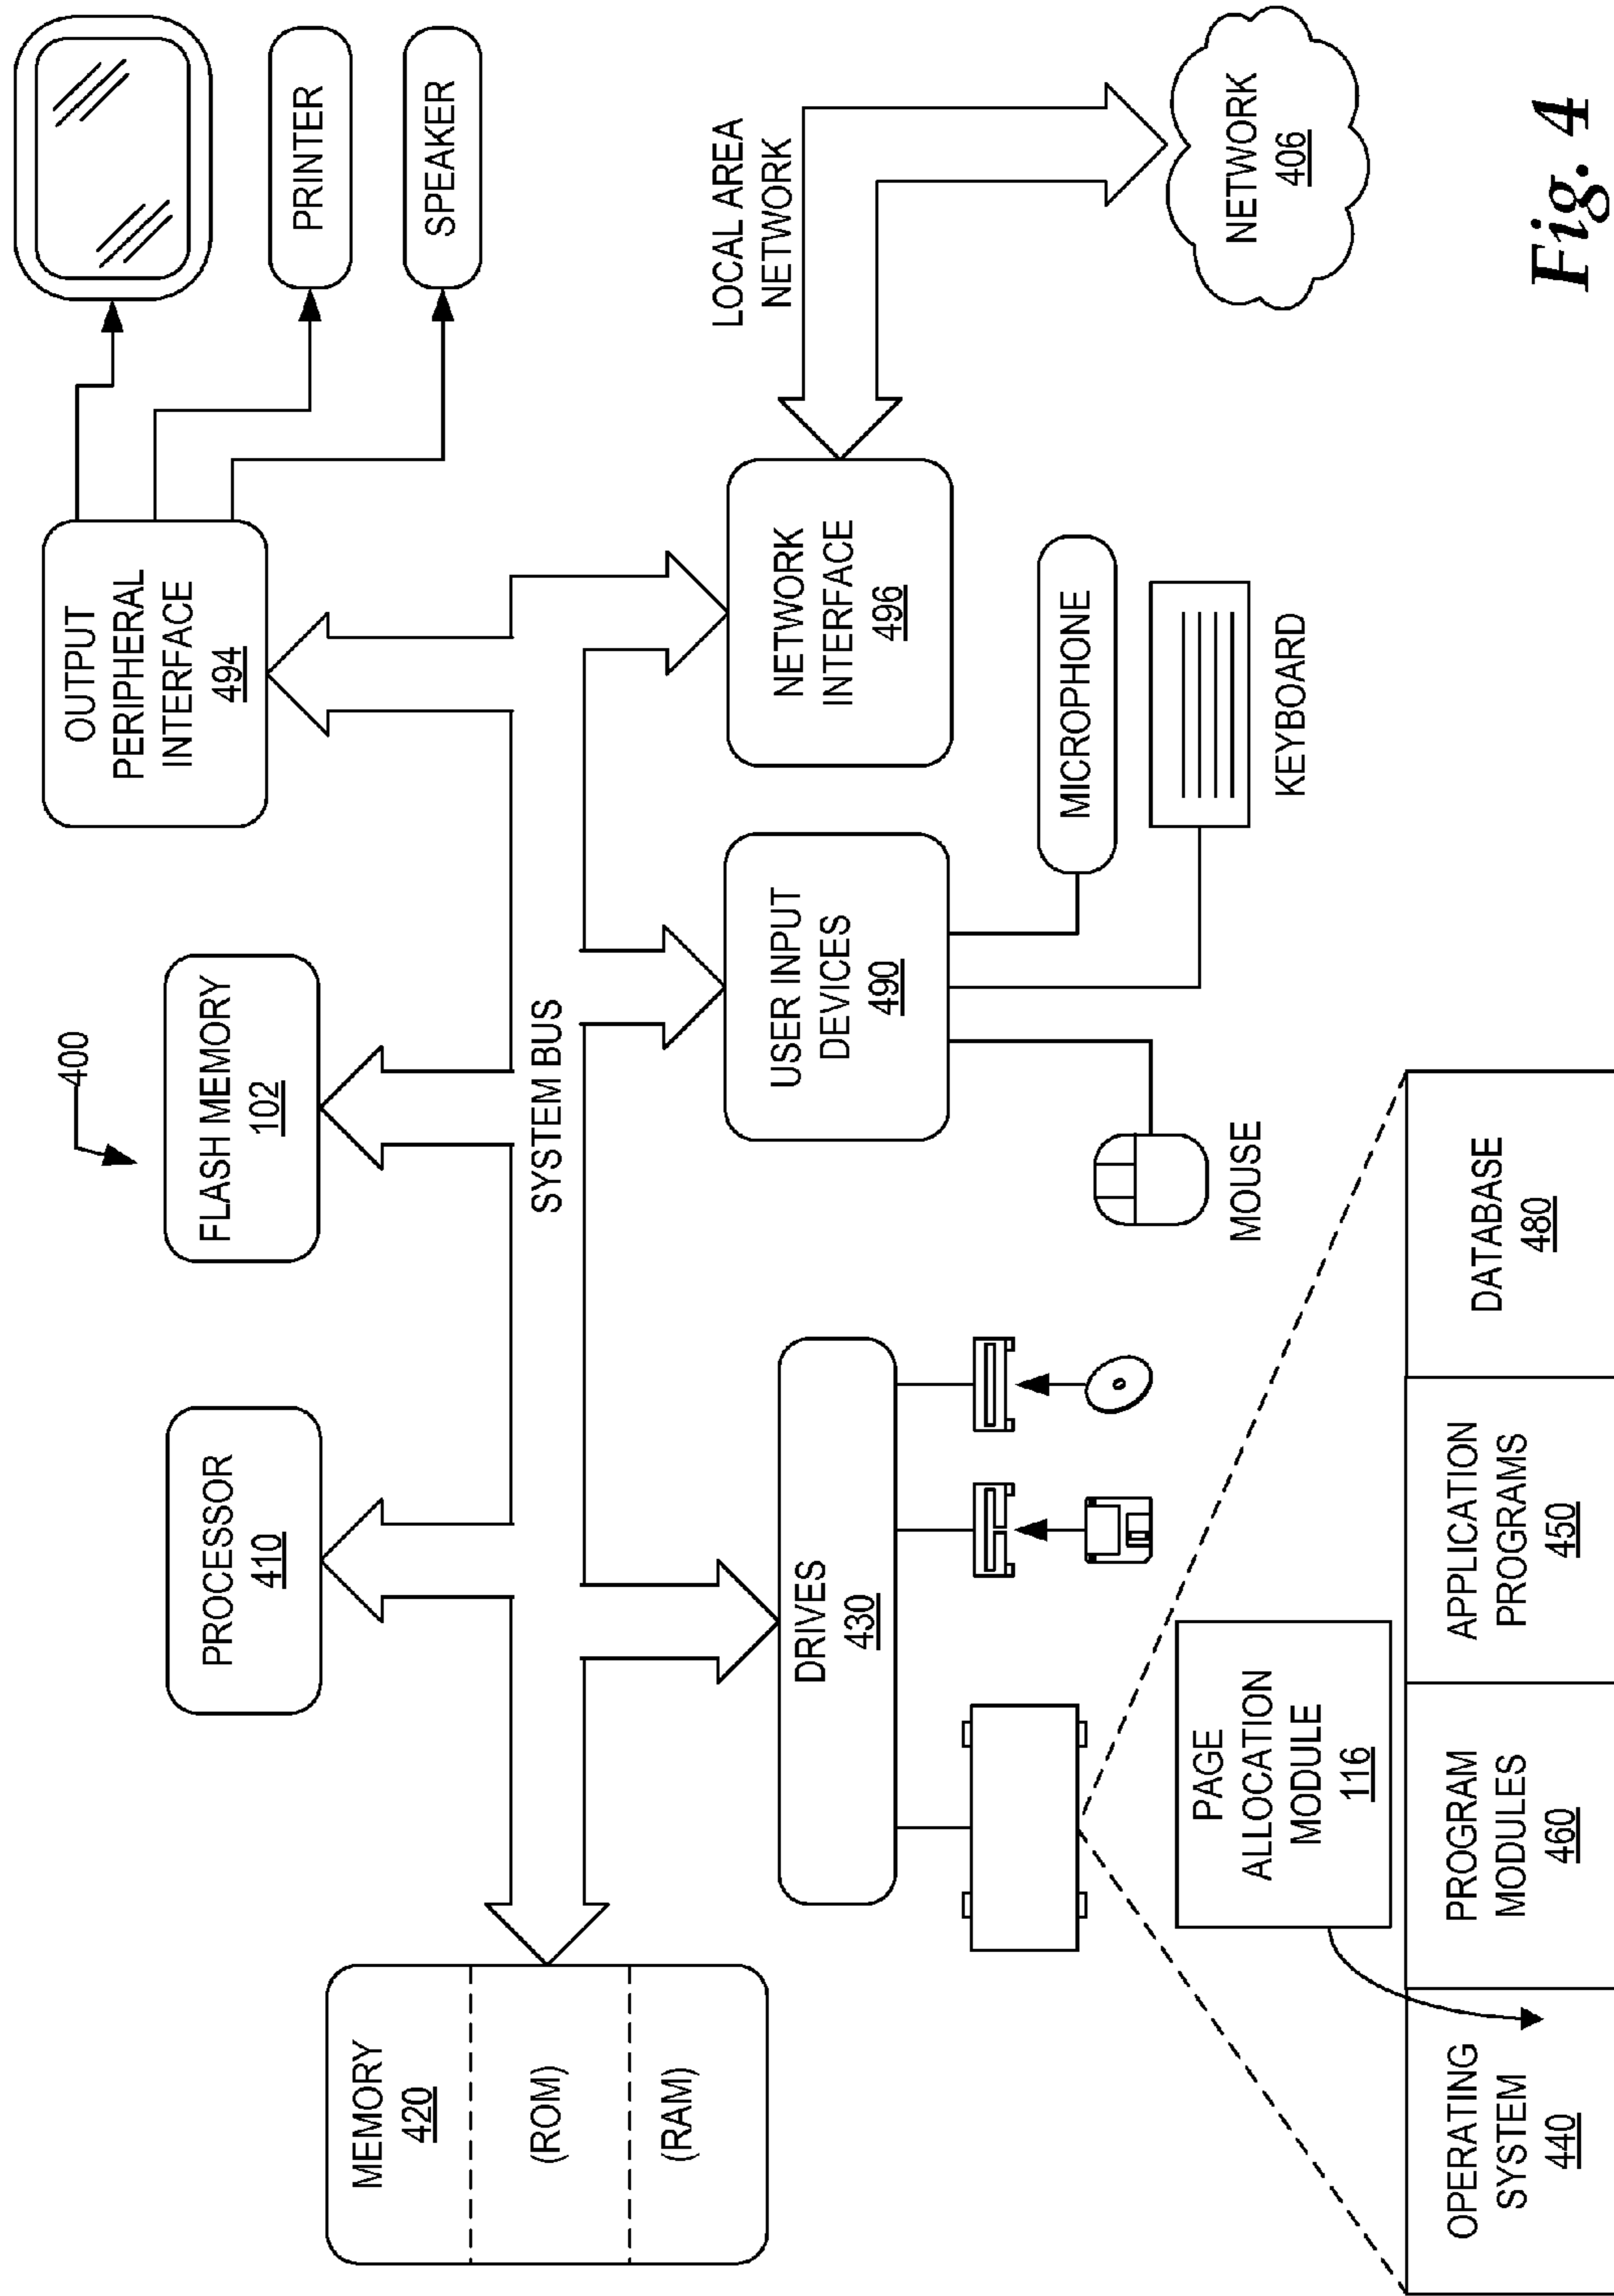 400
MEMORY
420
(ROM)
(RAM)
PROCESSOR
410
FLASH MEMORY
102
OUTPUT
PERIPHERAL
INTERFACE
494
PRINTER
SPEAKER
SYSTEM BUS
LOCAL AREA
NETWORK
DRIVES
430
USER INPUT
DEVICES
490
NETWORK
INTERFACE
496
MICROPHONE
KEYBOARD
MOUSE
NETWORK
406
PAGE
ALLOCATION
MODULE
116
OPERATING
SYSTEM
440
PROGRAM
MODULES
460
APPLICATION
PROGRAMS
450
DATABASE
480
Fig. 4